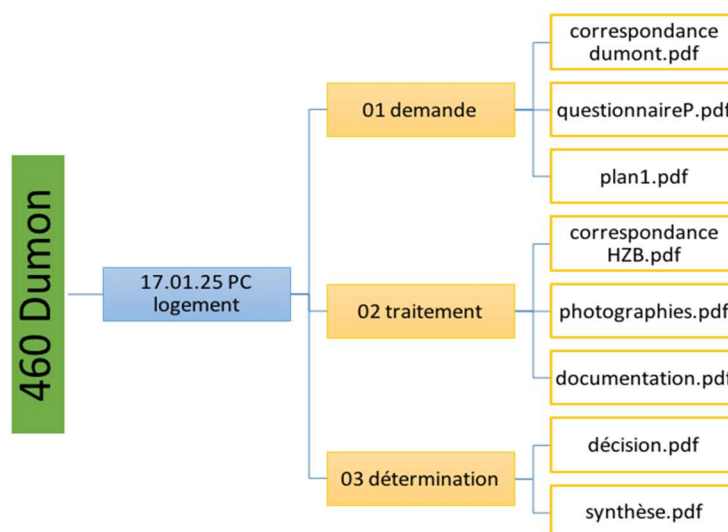 460 Dumon
17.01.25 PC
logement
01 demande
correspondance
dumont.pdf
questionnaireP.pdf
plan1.pdf
02 traitement
correspondance
HZB.pdf
photographies.pdf
documentation.pdf
03 détermination
décision.pdf
synthèse.pdf